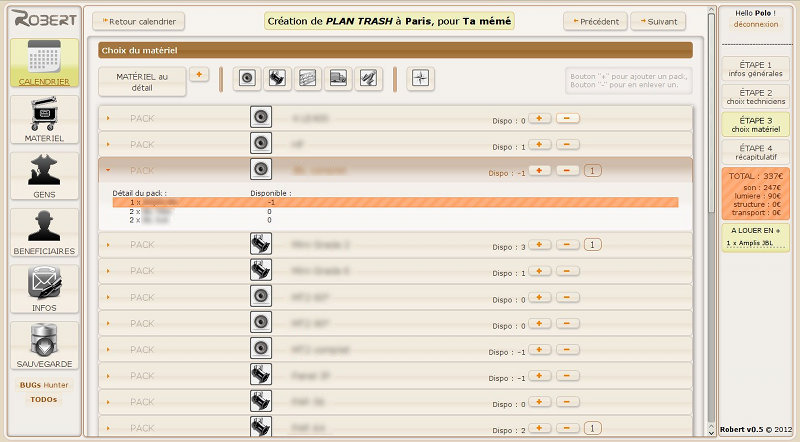 ROBERT
CALENDRIER
MATERIEL
GENS
BENEFICIAIRES
INFOS
SAUVEGARDE
BUGs Hunter
TODOs
Retour calendrier
Création de PLAN TRASH à Paris, pour Ta mémé
Précédent
Suivant
Choix du matériel
MATÉRIEL au
détail
+
Bouton "+" pour ajouter un pack,
Bouton "-" pour en enlever un.
PACK Dispo : 0 + −
PACK Dispo : 1 + −
PACK Dispo : -1 + − 1
Détail du pack : Disponible :
1 x -1
2 x 0
2 x 0
PACK Dispo : 3 + − 1
PACK Dispo : 1 + −
PACK Dispo : 0 + −
PACK Dispo : 0 + −
PACK Dispo : -1 + −
PACK Dispo : -1 + −
PACK Dispo : 0 + −
PACK Dispo : 2 + − 1
Hello Polo !
déconnexion
ÉTAPE 1
infos générales
ÉTAPE 2
choix techniciens
ÉTAPE 3
choix matériel
ÉTAPE 4
récapitulatif
TOTAL : 337€
son : 247€
lumiere : 90€
structure : 0€
transport : 0€
A LOUER EN +
1 x Amplis JBL
Robert v0.5 © 2012